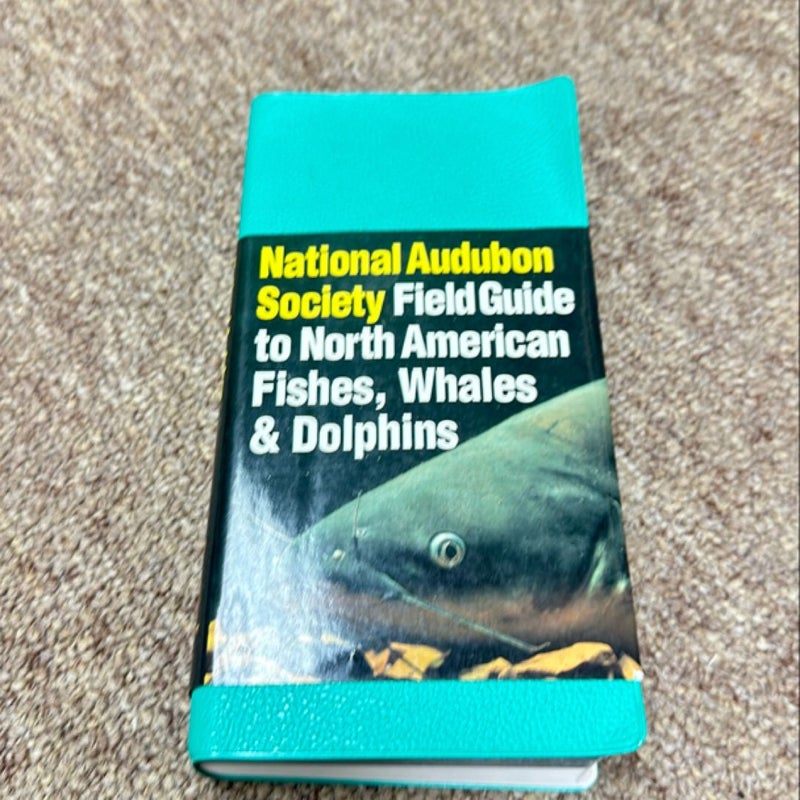 National Audubon
Society Field Guide
to North American
Fishes, Whales
& Dolphins